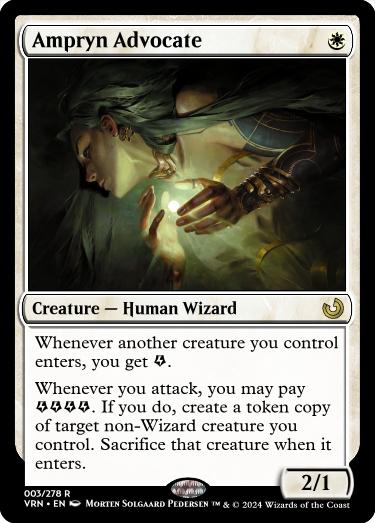 Ampryn Advocate
Creature — Human Wizard
Whenever another creature you control
enters, you get .
Whenever you attack, you may pay
. If you do, create a token copy
of target non-Wizard creature you
control. Sacrifice that creature when it
enters.
2/1
003/278 R
VRN • EN Morten Solgaard Pedersen ™ & © 2024 Wizards of the Coast